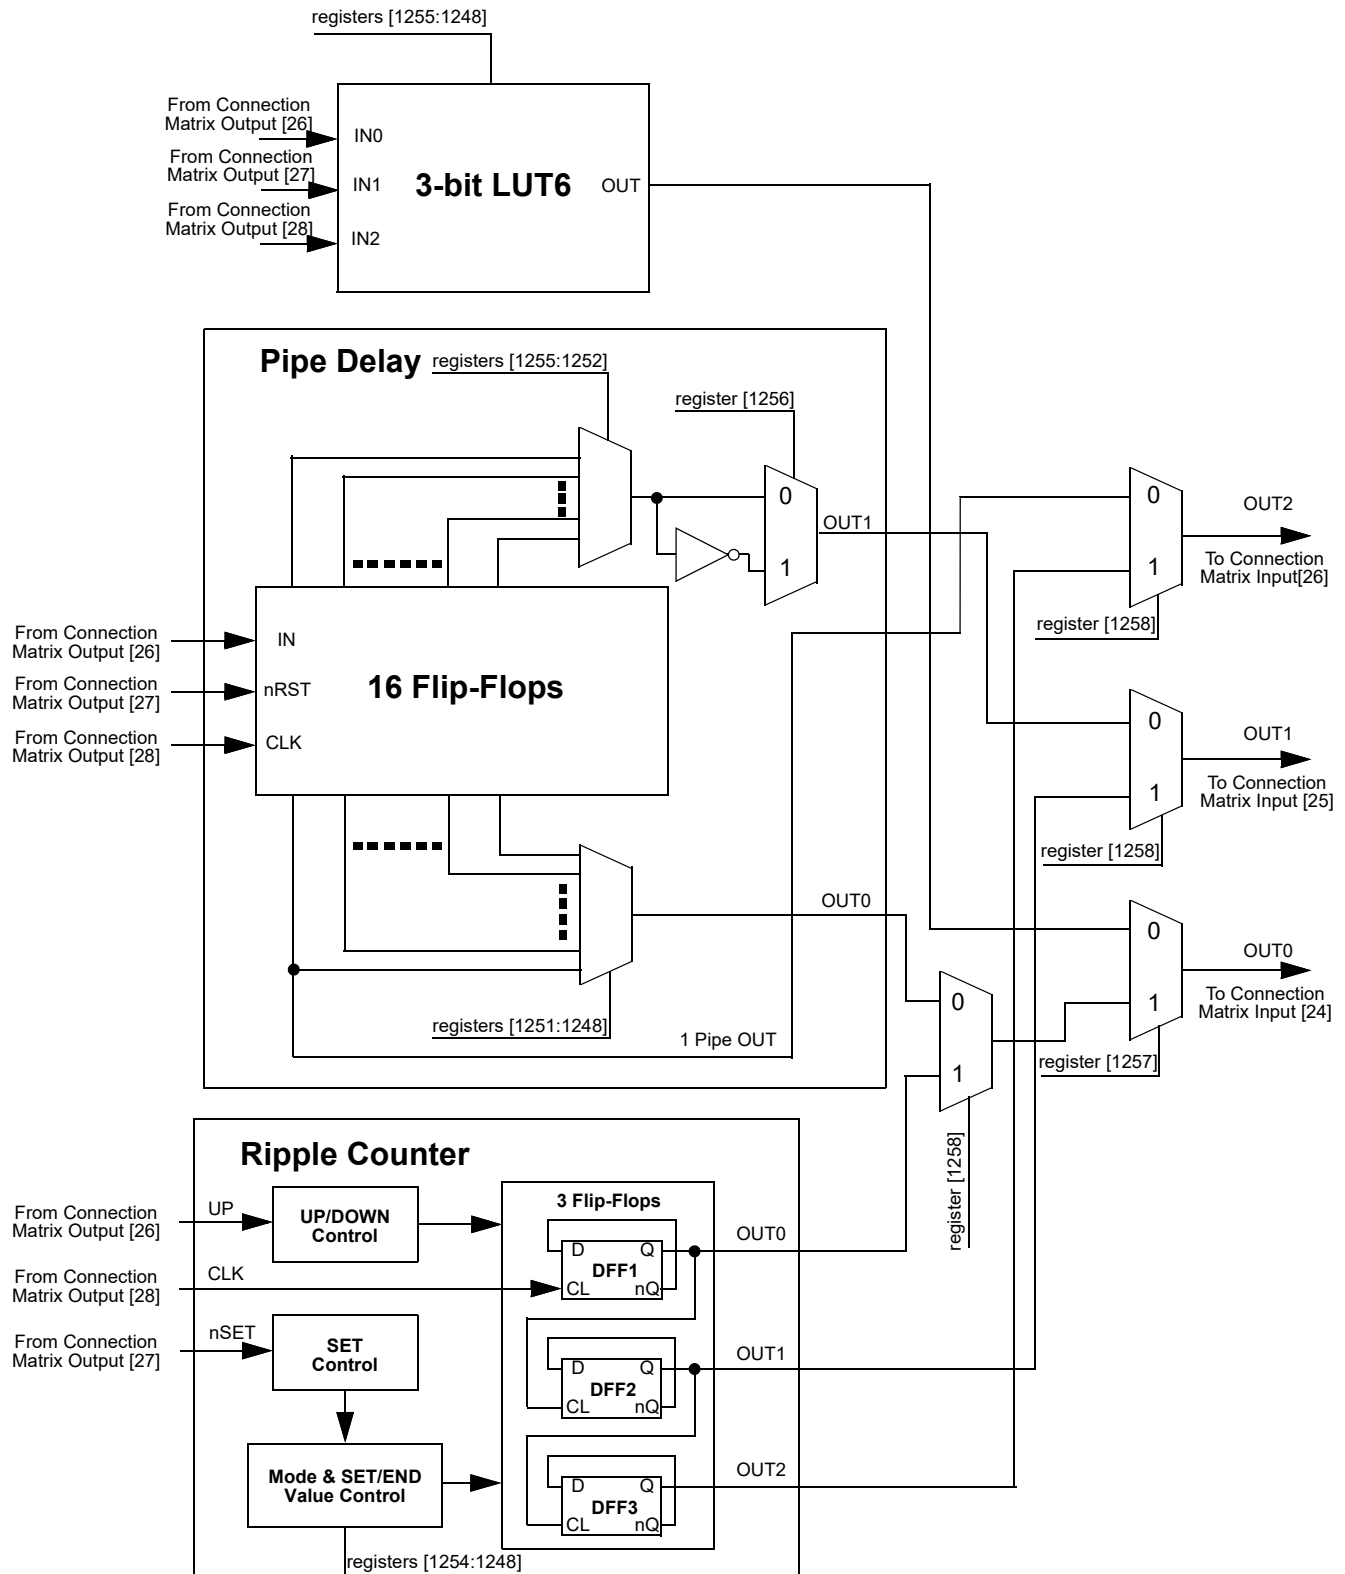 registers [1255:1248]
From Connection
Matrix Output [26]
From Connection
Matrix Output [27]
From Connection
Matrix Output [28]
IN0
IN1
IN2
3-bit LUT6
OUT
Pipe Delay
registers [1255:1252]
register [1256]
0
1
OUT1
From Connection
Matrix Output [26]
From Connection
Matrix Output [27]
From Connection
Matrix Output [28]
IN
nRST
CLK
16 Flip-Flops
OUT0
registers [1251:1248]
1 Pipe OUT
0
1
register [1258]
OUT2
To Connection
Matrix Input[26]
0
1
register [1258]
OUT1
To Connection
Matrix Input [25]
0
1
register [1257]
OUT0
To Connection
Matrix Input [24]
0
1
register [1258]
Ripple Counter
From Connection
Matrix Output [26]
UP
UP/DOWN
Control
From Connection
Matrix Output [28]
CLK
From Connection
Matrix Output [27]
nSET
SET
Control
Mode & SET/END
Value Control
registers [1254:1248]
3 Flip-Flops
D
Q
DFF1
CL
nQ
OUT0
D
Q
DFF2
CL
nQ
OUT1
D
Q
DFF3
CL
nQ
OUT2